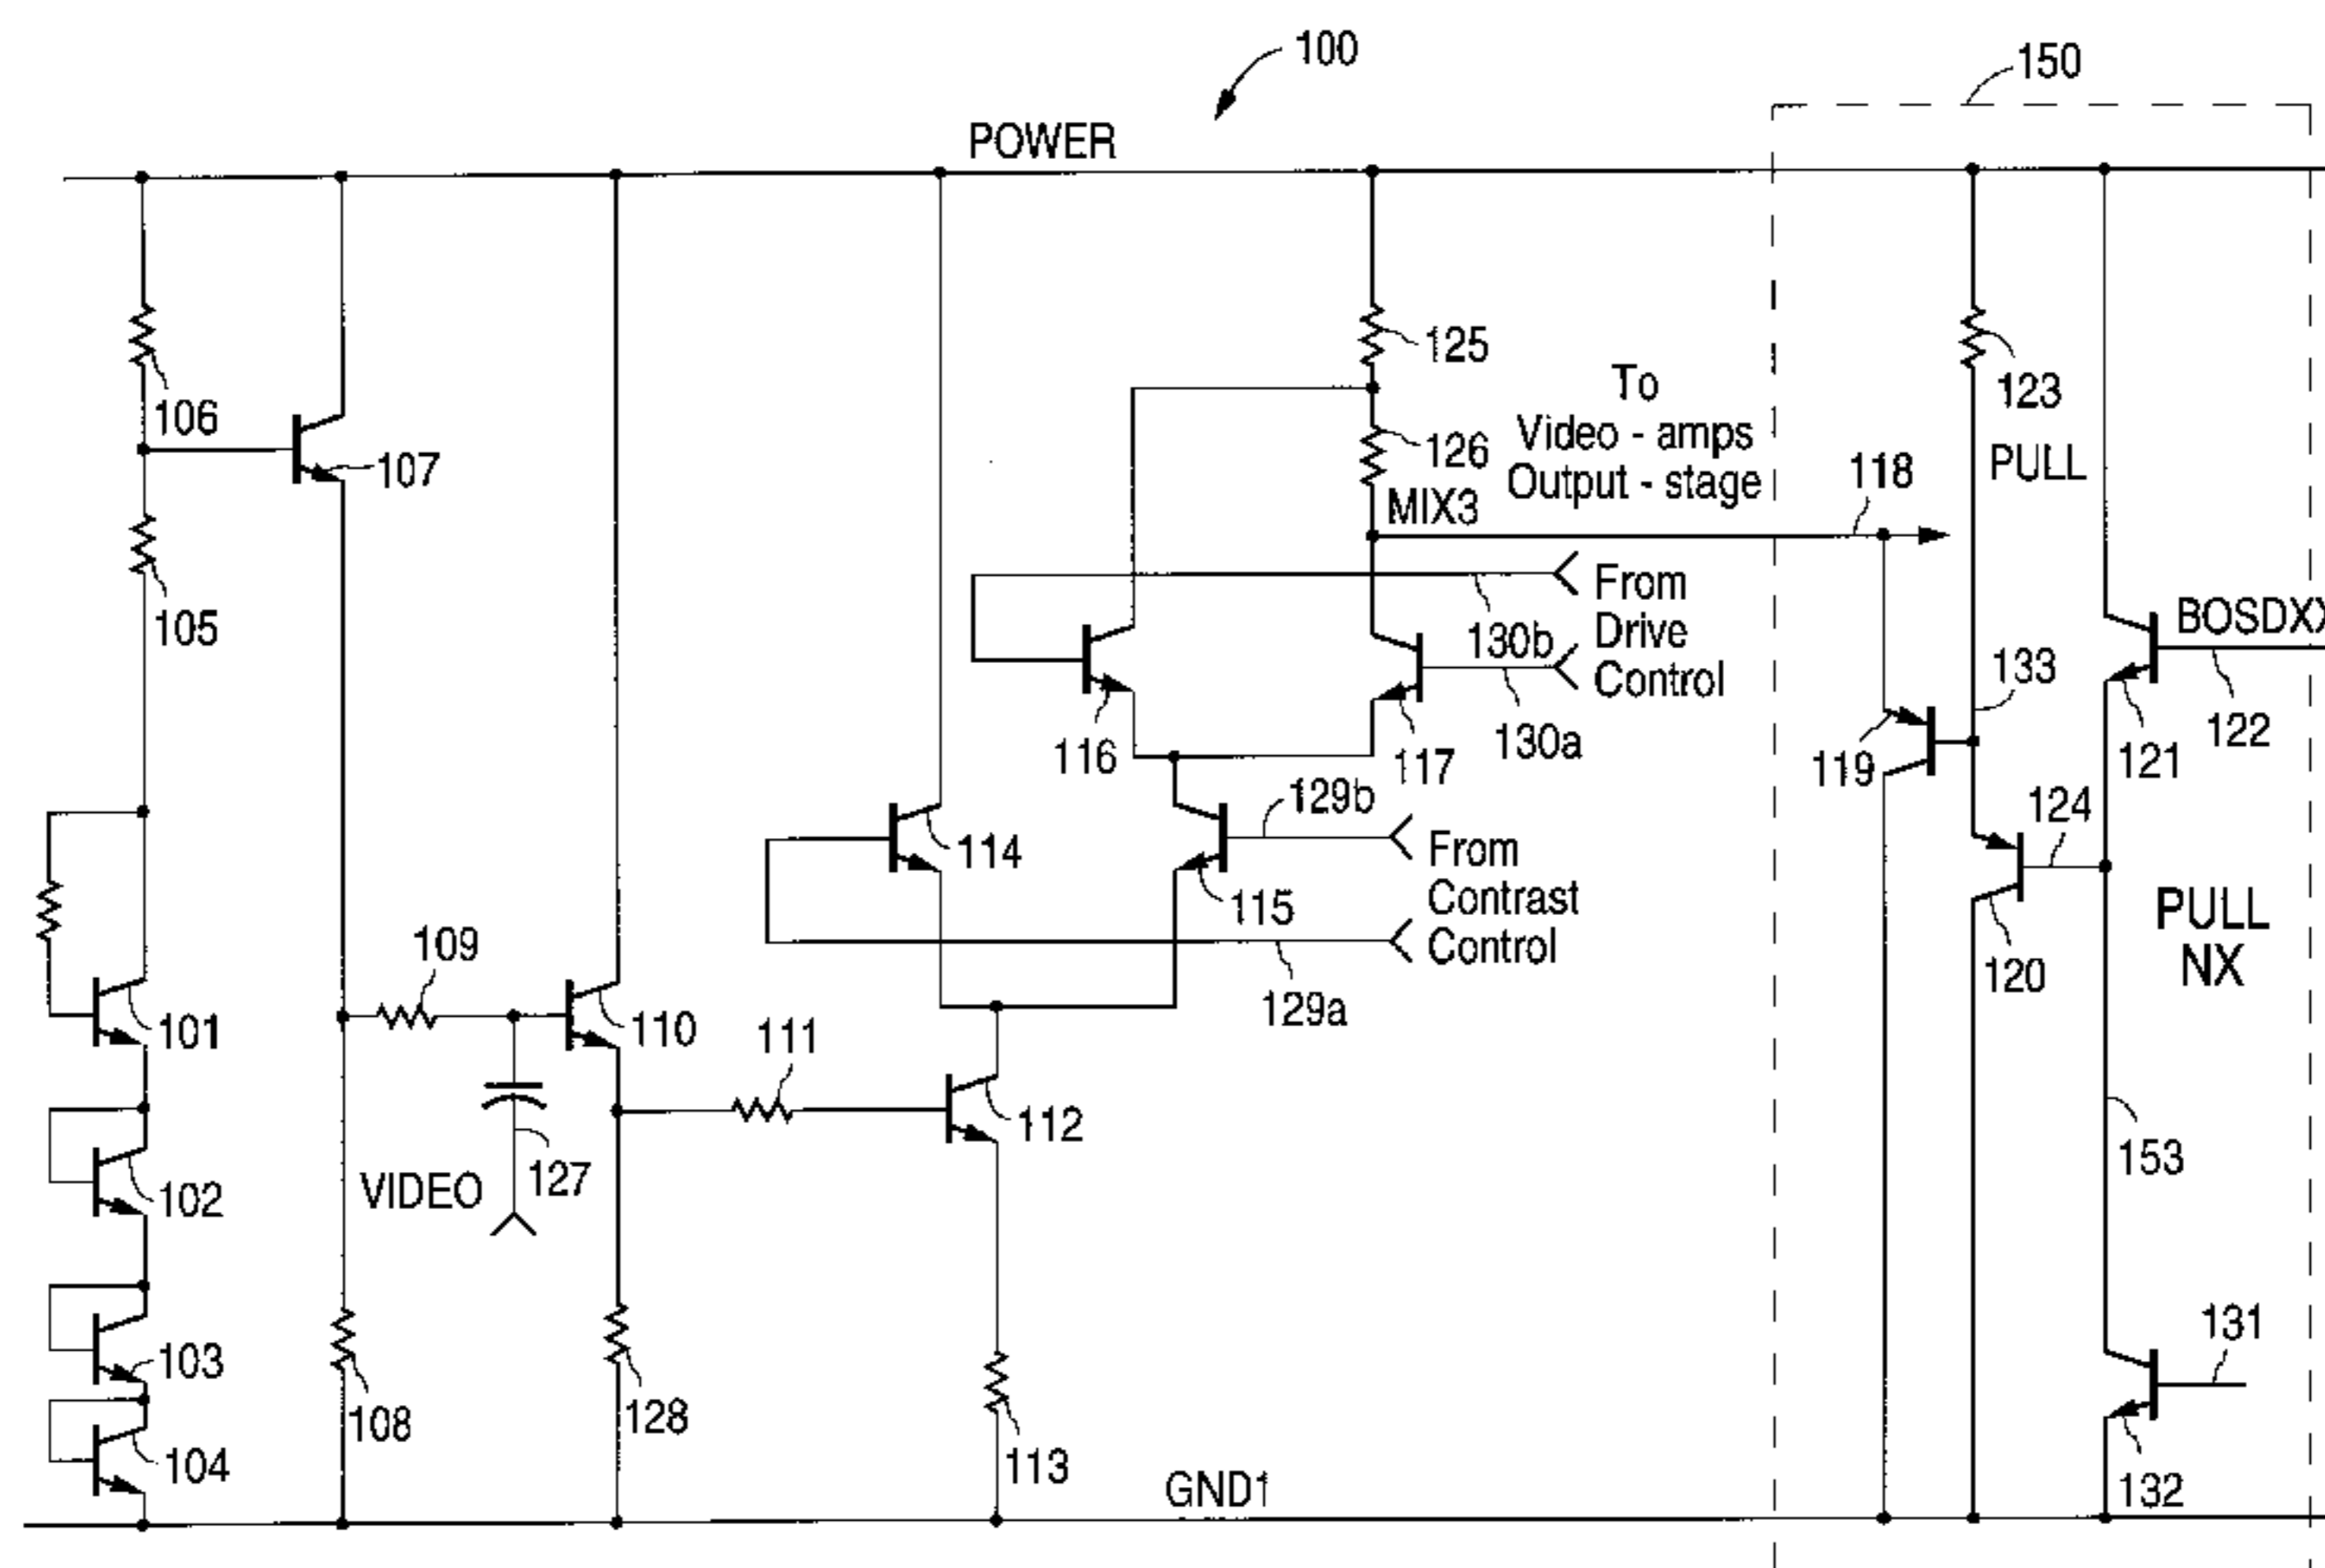 100
150
POWER
125
To
Video - amps
Output - stage
106
123
126
PULL
107
118
MIX3
From
Drive
Control
105
130b
BOSDXX
133
116
117
130a
119
121
122
129b
124
114
From
Contrast
Control
115
PULL
NX
109
120
101
110
111
129a
112
153
VIDEO
127
102
131
103
108
128
104
113
GND1
132